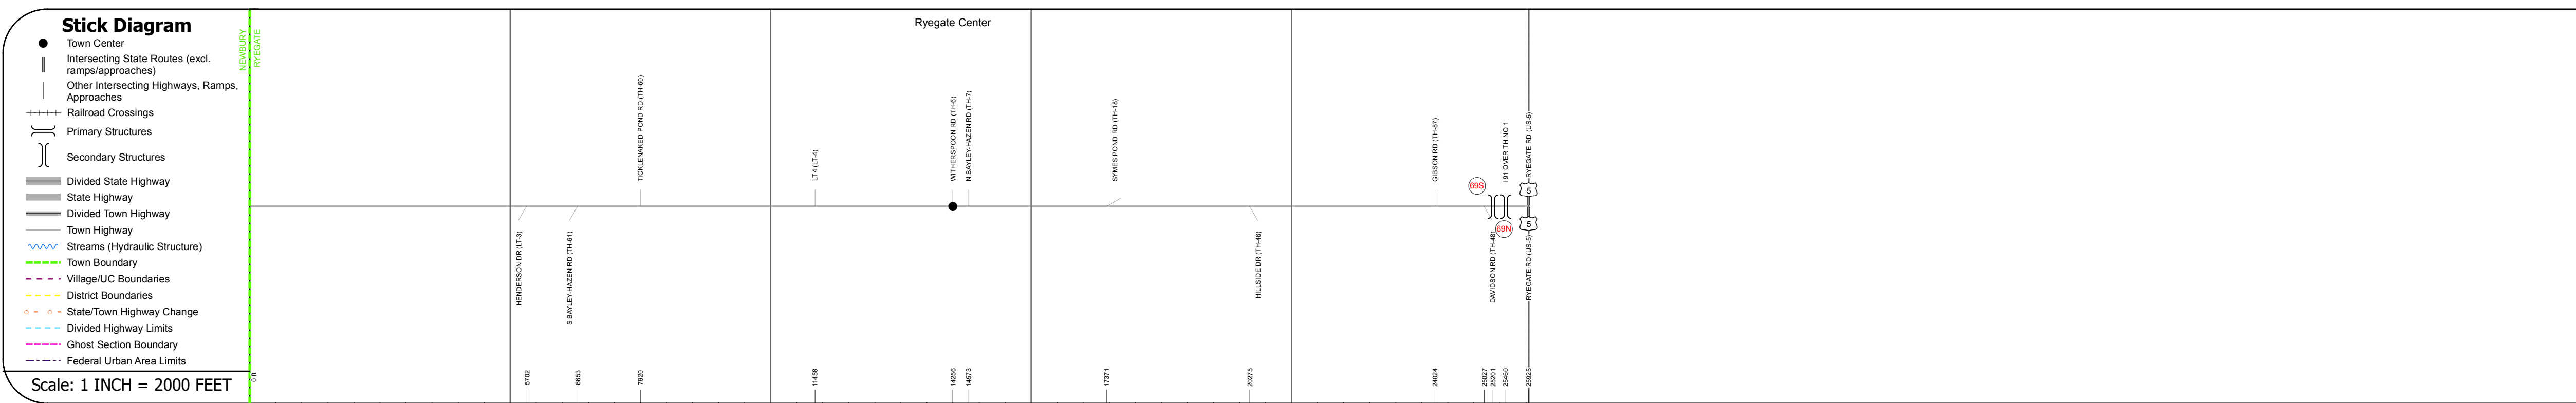 Stick Diagram
Town Center
Intersecting State Routes (excl.
ramps/approaches)
Other Intersecting Highways, Ramps,
Approaches
Railroad Crossings
Primary Structures
Secondary Structures
Divided State Highway
State Highway
Divided Town Highway
Town Highway
Streams (Hydraulic Structure)
Town Boundary
Village/UC Boundaries
District Boundaries
State/Town Highway Change
Divided Highway Limits
Ghost Section Boundary
Federal Urban Area Limits
Scale: 1 INCH = 2000 FEET
NEWBURY
RYEGATE
Ryegate Center
TICKLENAKED POND RD (TH-60)
LT 4 (LT-4)
WITHERSPOON RD (TH-6)
N BAYLEY-HAZEN RD (TH-7)
SYMES POND RD (TH-18)
GIBSON RD (TH-87)
I 91 OVER TH NO 1
RYEGATE RD (US-5)
69S
5
69N
5
HENDERSON DR (LT-3)
S BAYLEY-HAZEN RD (TH-61)
HILLSIDE DR (TH-46)
DAVIDSON RD (TH-48)
RYEGATE RD (US-5)
0 ft
5702
6653
7920
11458
14256
14573
17371
20275
24024
25027
25201
25460
25925